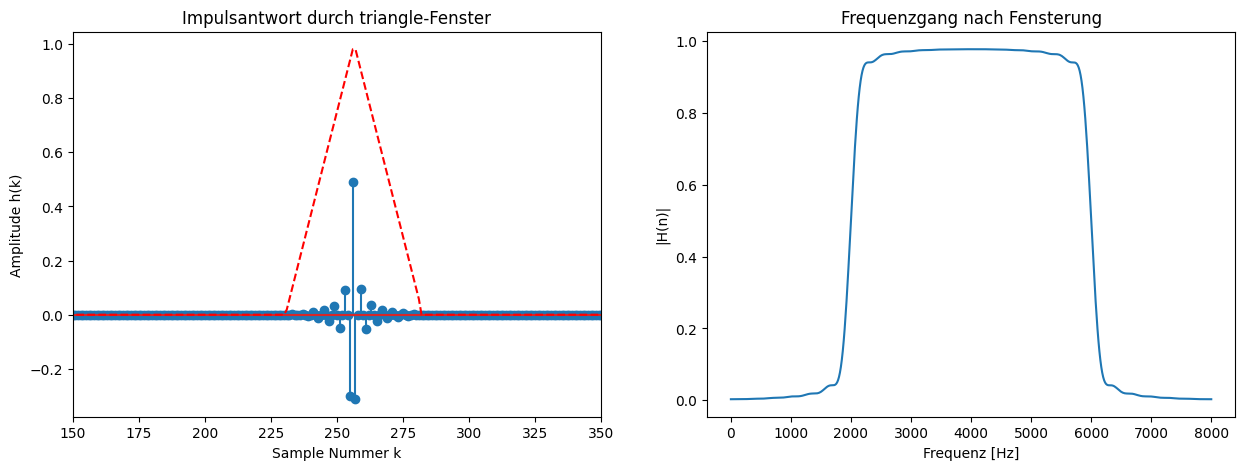 Impulsantwort durch triangle-Fenster
1.0
0.8
0.6
0.4
0.2
0.0
−0.2
Amplitude h(k)
150 175 200 225 250 275 300 325 350
Sample Nummer k
Frequenzgang nach Fensterung
1.0
0.8
0.6
0.4
0.2
0.0
|H(n)|
0 1000 2000 3000 4000 5000 6000 7000 8000
Frequenz [Hz]